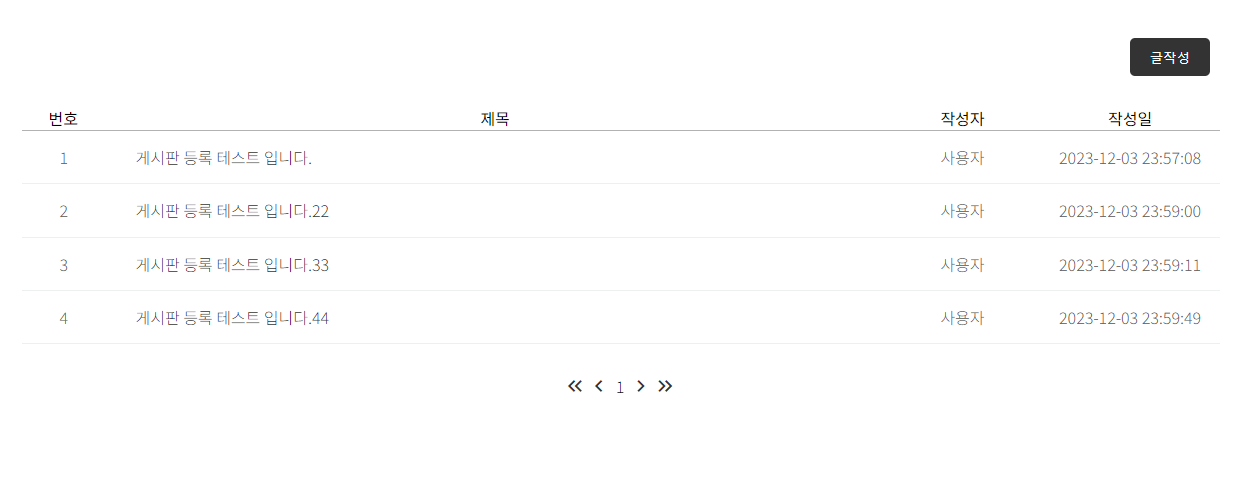 글작성
번호 제목 작성자 작성일
1 게시판 등록 테스트 입니다. 사용자 2023-12-03 23:57:08
2 게시판 등록 테스트 입니다.22 사용자 2023-12-03 23:59:00
3 게시판 등록 테스트 입니다.33 사용자 2023-12-03 23:59:11
4 게시판 등록 테스트 입니다.44 사용자 2023-12-03 23:59:49
1